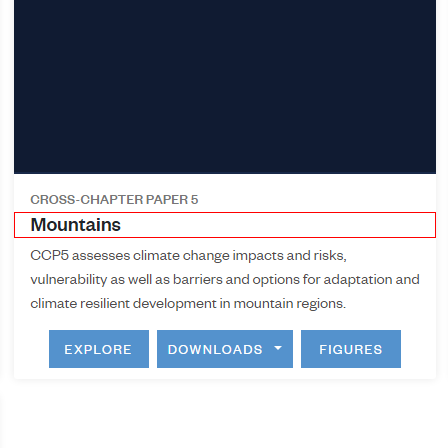 CROSS-CHAPTER PAPER 5
Mountains
CCP5 assesses climate change impacts and risks,
vulnerability as well as barriers and options for adaptation and
climate resilient development in mountain regions.
EXPLORE DOWNLOADS FIGURES